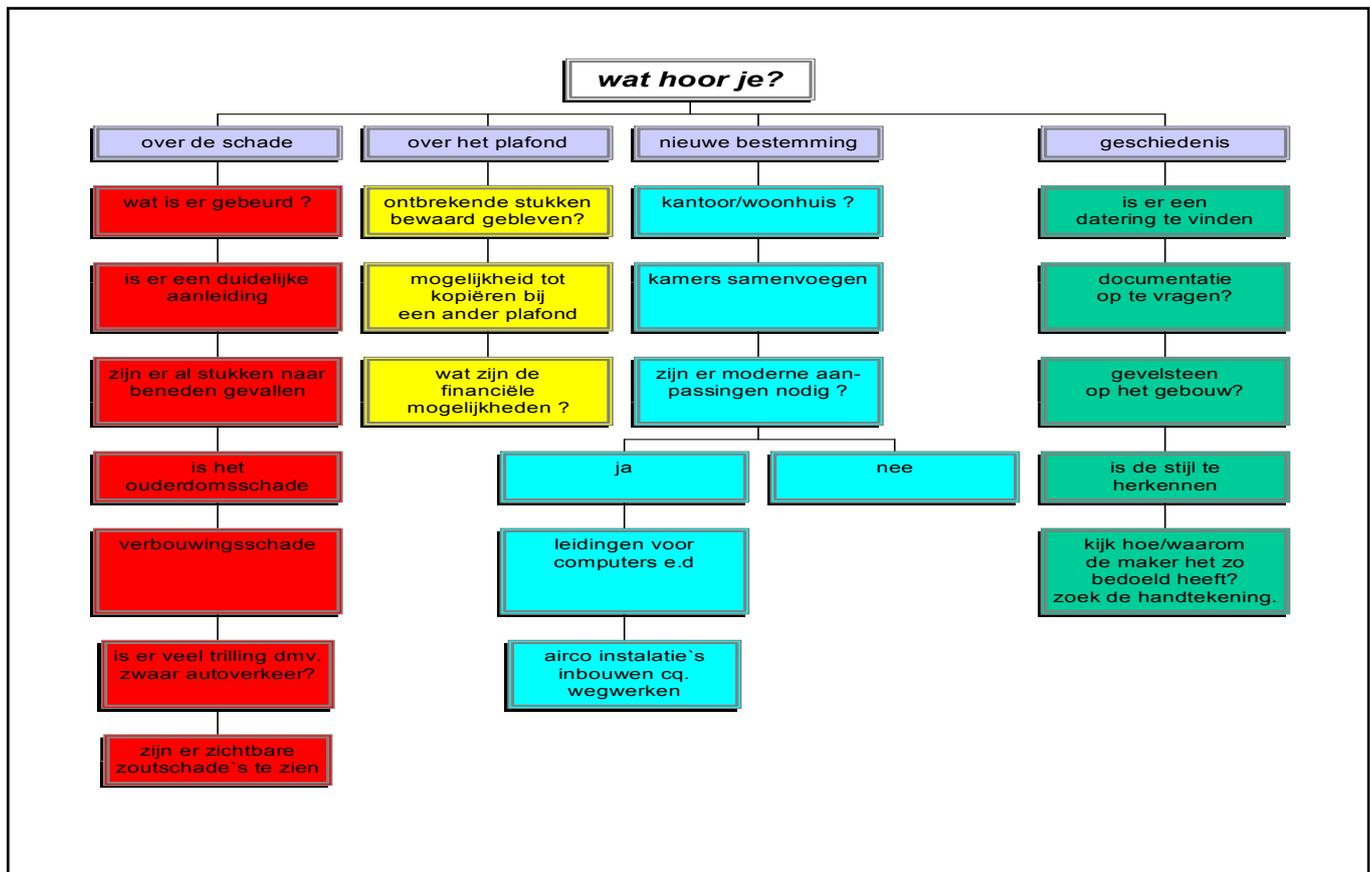 wat hoor je?
over de schade
wat is er gebeurd ?
is er een duidelijke
aanleiding
zijn er al stukken naar
beneden gevallen
is het
ouderdomsschade
verbouwingsschade
is er veel trilling dmv.
zwaar autoverkeer?
zijn er zichtbare
zoutschade`s te zien
over het plafond
ontbrekende stukken
bewaard gebleven?
mogelijkheid tot
kopiëren bij
een ander plafond
wat zijn de
financiële
mogelijkheden ?
nieuwe bestemming
kantoor/woonhuis ?
kamers samenvoegen
zijn er moderne aan-
passingen nodig ?
ja
leidingen voor
computers e.d
airco instalatie`s
inbouwen cq.
wegwerken
nee
geschiedenis
is er een
datering te vinden
documentatie
op te vragen?
gevelsteen
op het gebouw?
is de stijl te
herkennen
kijk hoe/waarom
de maker het zo
bedoeld heeft?
zoek de handtekening.